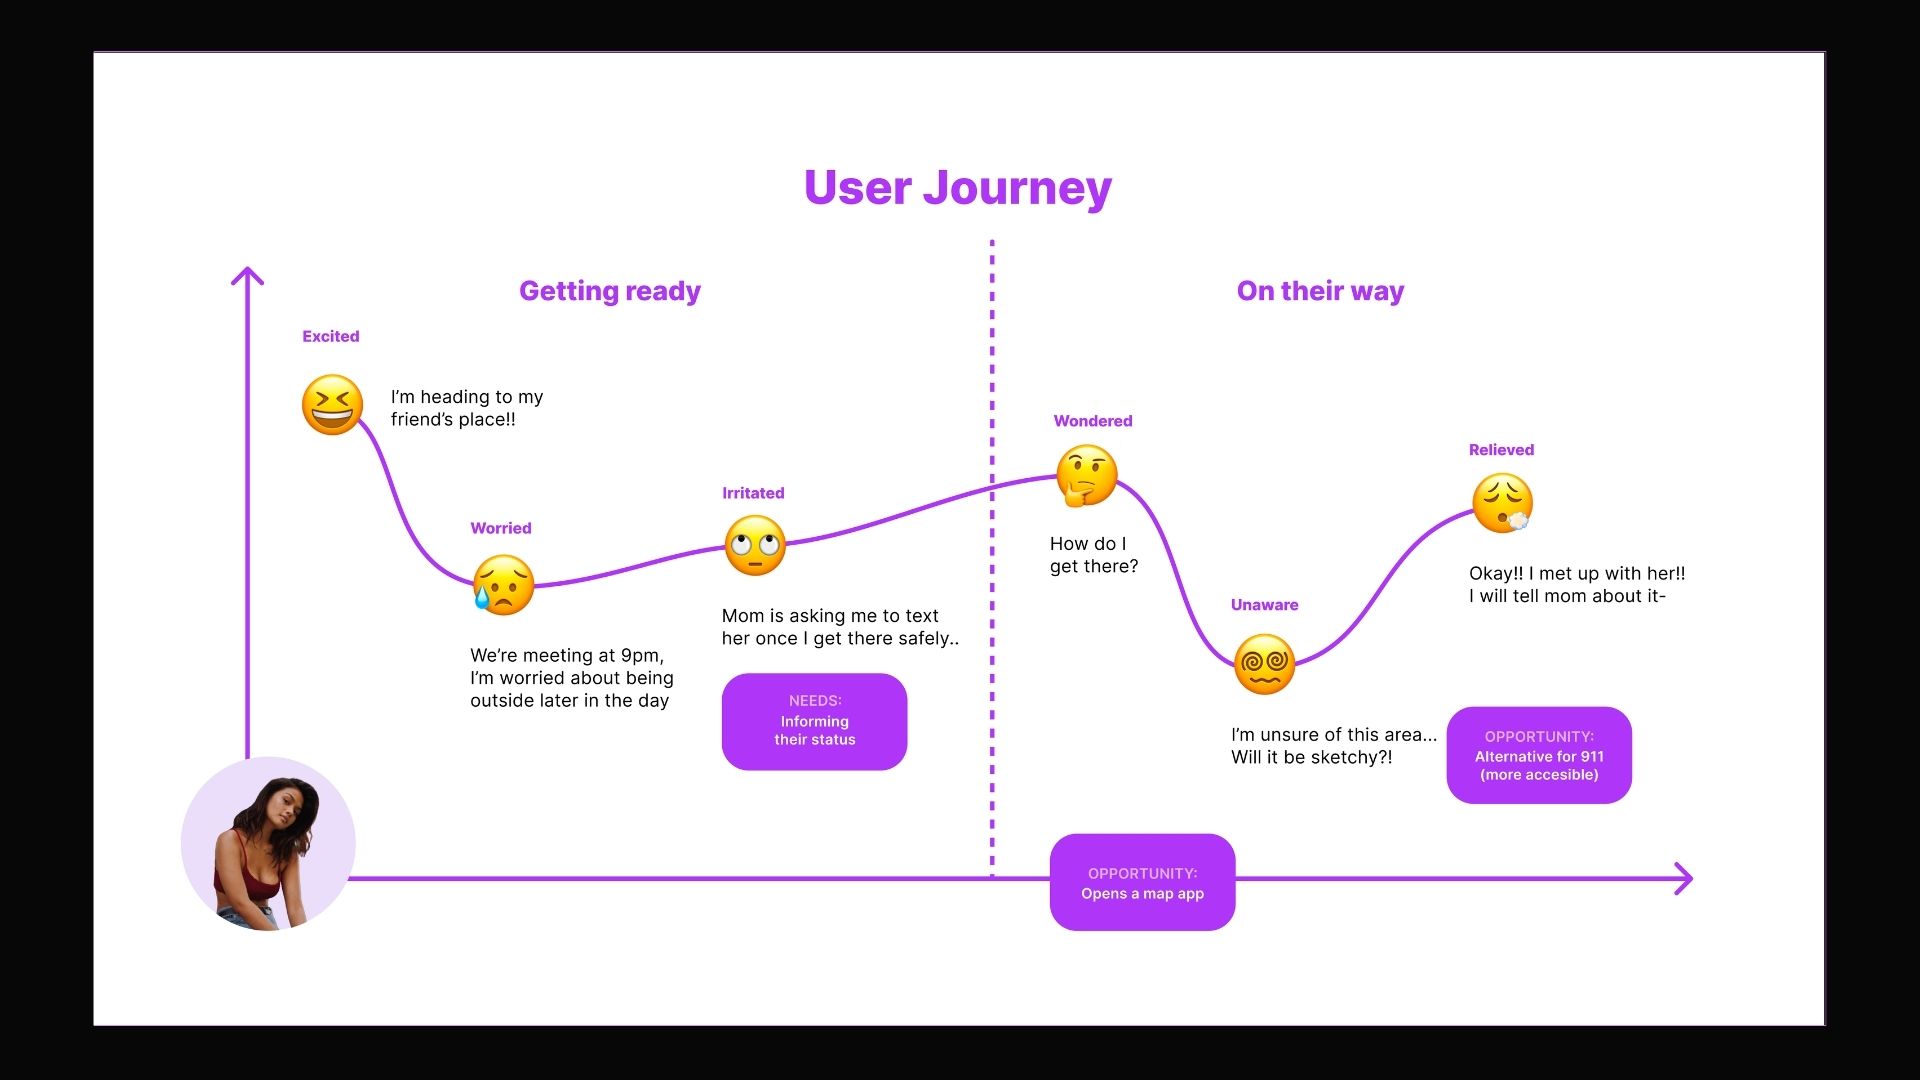 User Journey
Getting ready
Excited
I’m heading to my
friend’s place!!
Worried
We’re meeting at 9pm,
I’m worried about being
outside later in the day
Irritated
Mom is asking me to text
her once I get there safely..
NEEDS:
Informing
their status
On their way
Wondered
How do I
get there?
OPPORTUNITY:
Opens a map app
Unaware
I’m unsure of this area...
Will it be sketchy?!
OPPORTUNITY:
Alternative for 911
(more accesible)
Relieved
Okay!! I met up with her!!
I will tell mom about it-